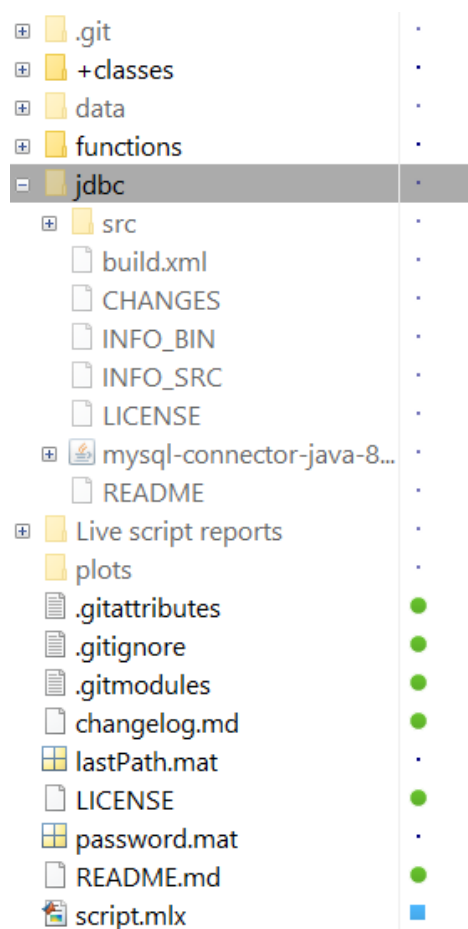 .git
+classes
data
functions
jdbc
src
build.xml
CHANGES
INFO_BIN
INFO_SRC
LICENSE
mysql-connector-java-8...
README
Live script reports
plots
.gitattributes
.gitignore
.gitmodules
changelog.md
lastPath.mat
LICENSE
password.mat
README.md
script.mlx